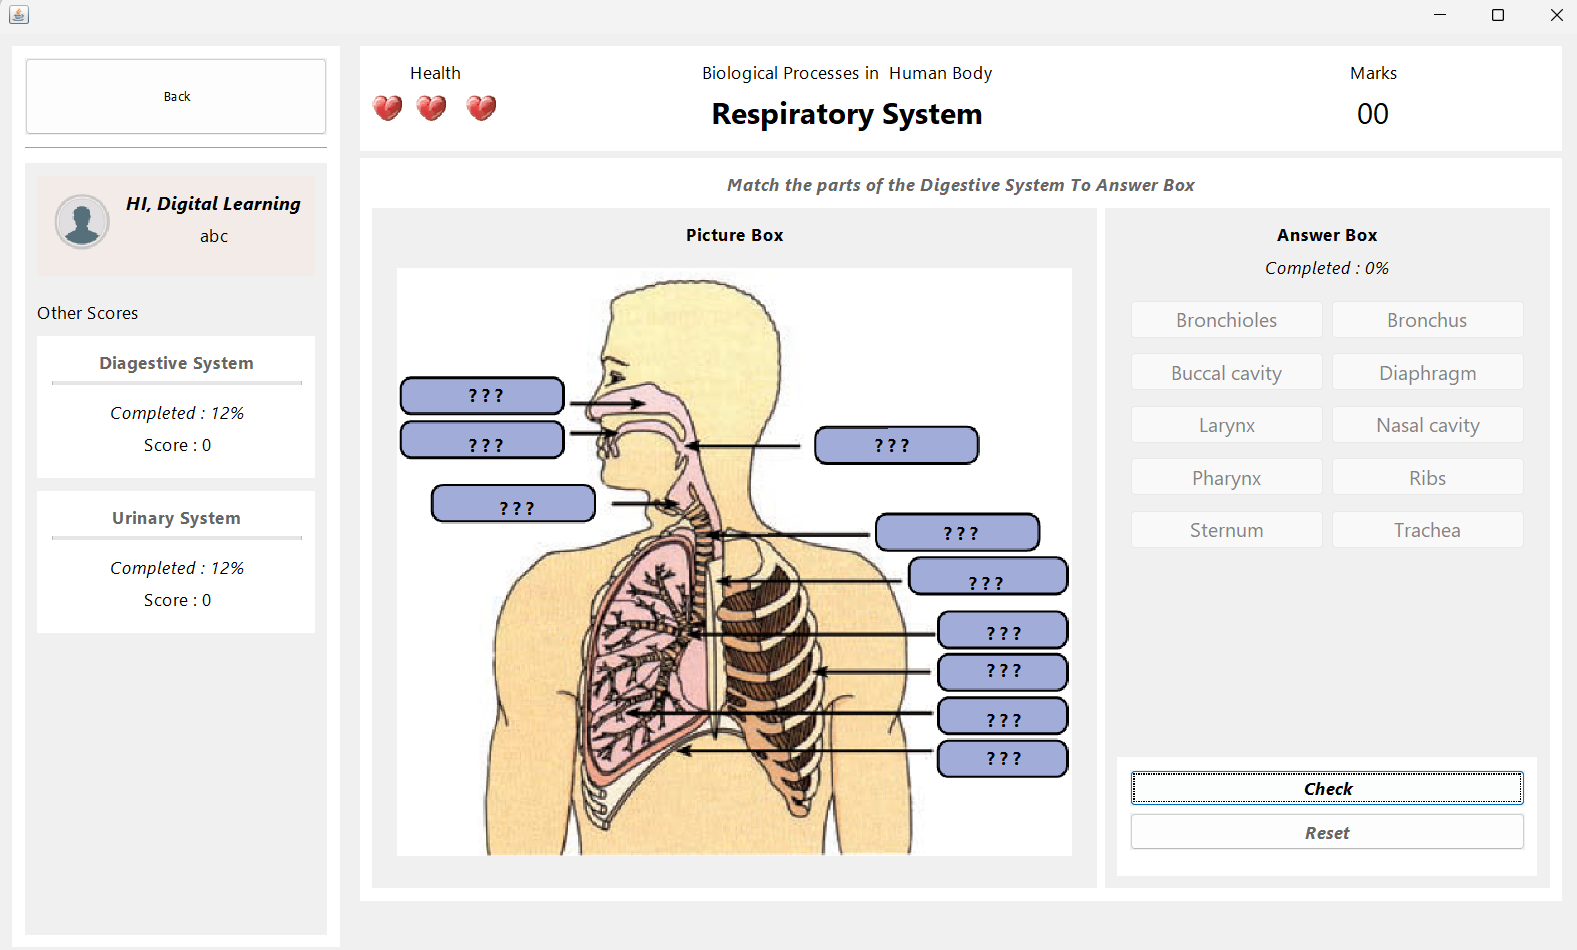 Back
HI, Digital Learning
abc
Other Scores
Diagestive System
Completed : 12%
Score : 0
Urinary System
Completed : 12%
Score : 0
Health
Biological Processes in  Human Body
Respiratory System
Marks
00
Match the parts of the Digestive System To Answer Box
Picture Box
? ? ?
? ? ?
? ? ?
? ? ?
? ? ?
? ? ?
? ? ?
? ? ?
? ? ?
? ? ?
Answer Box
Completed : 0%
Bronchioles Bronchus
Buccal cavity Diaphragm
Larynx Nasal cavity
Pharynx Ribs
Sternum Trachea
Check
Reset